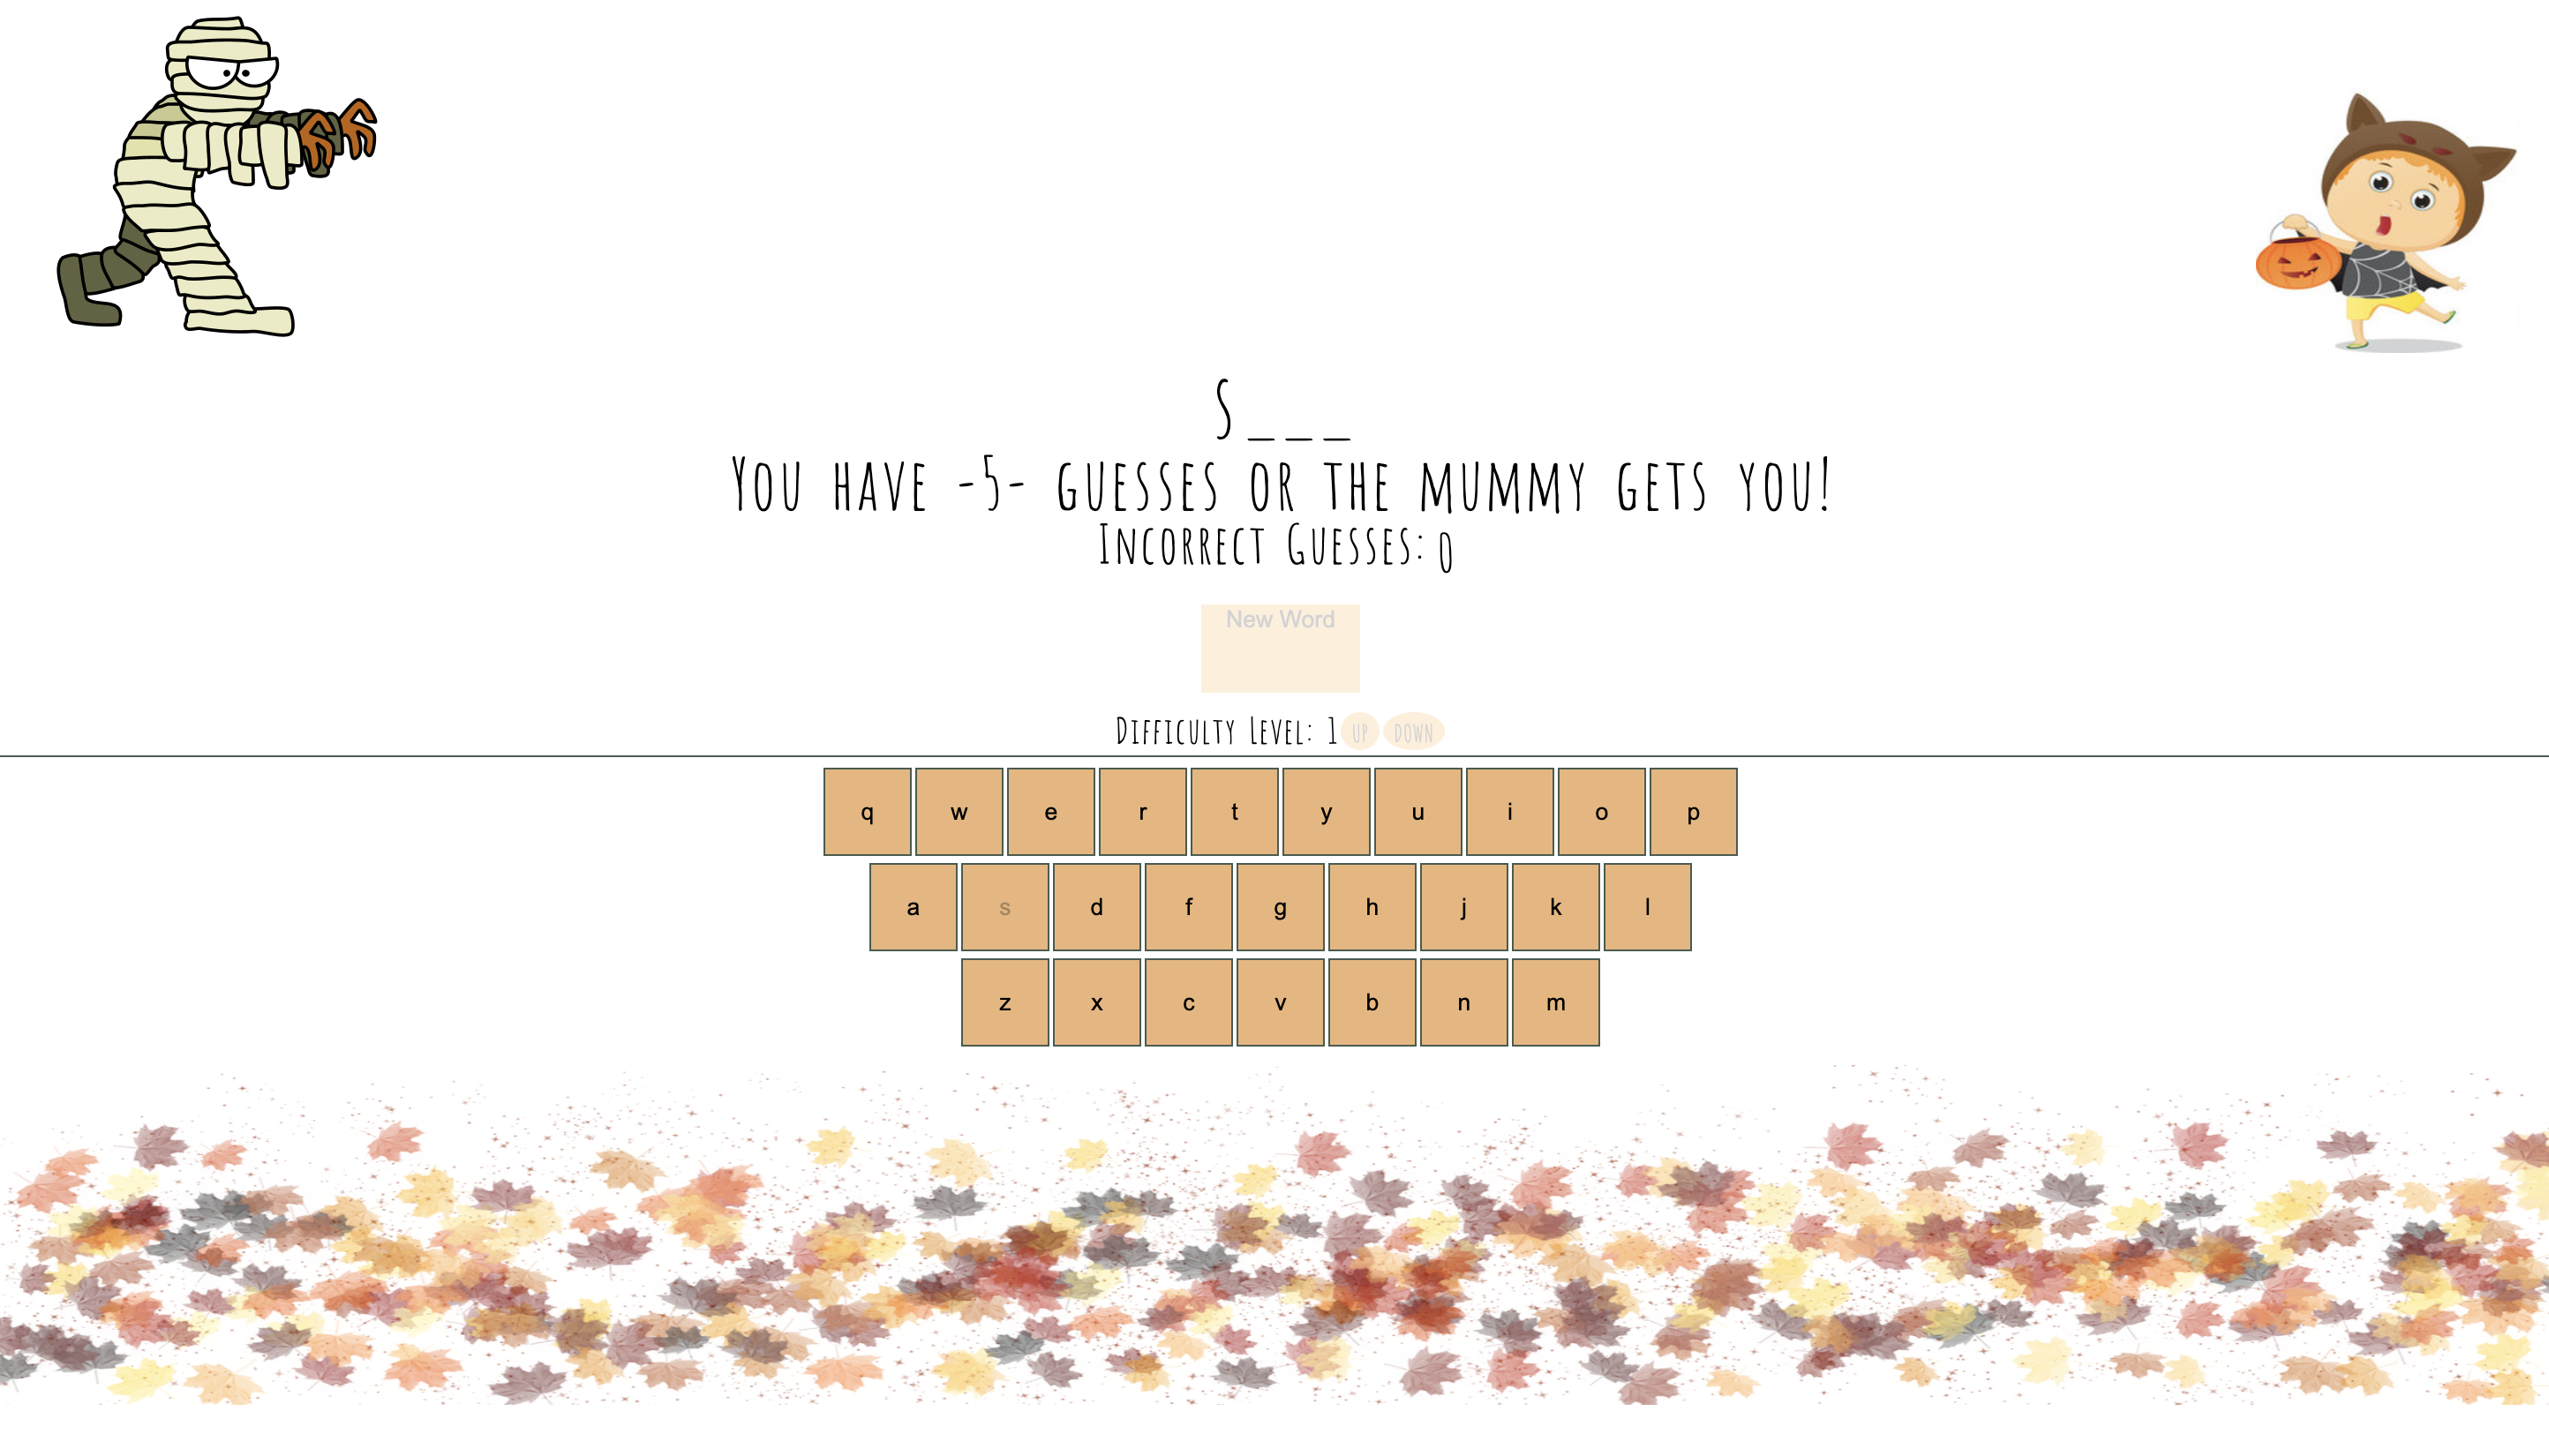 S___
You have -5- guesses or the mummy gets you!
Incorrect Guesses: 0
New Word
Difficulty Level: 1 UP DOWN
q w e r t y u i o p
a s d f g h j k l
z x c v b n m